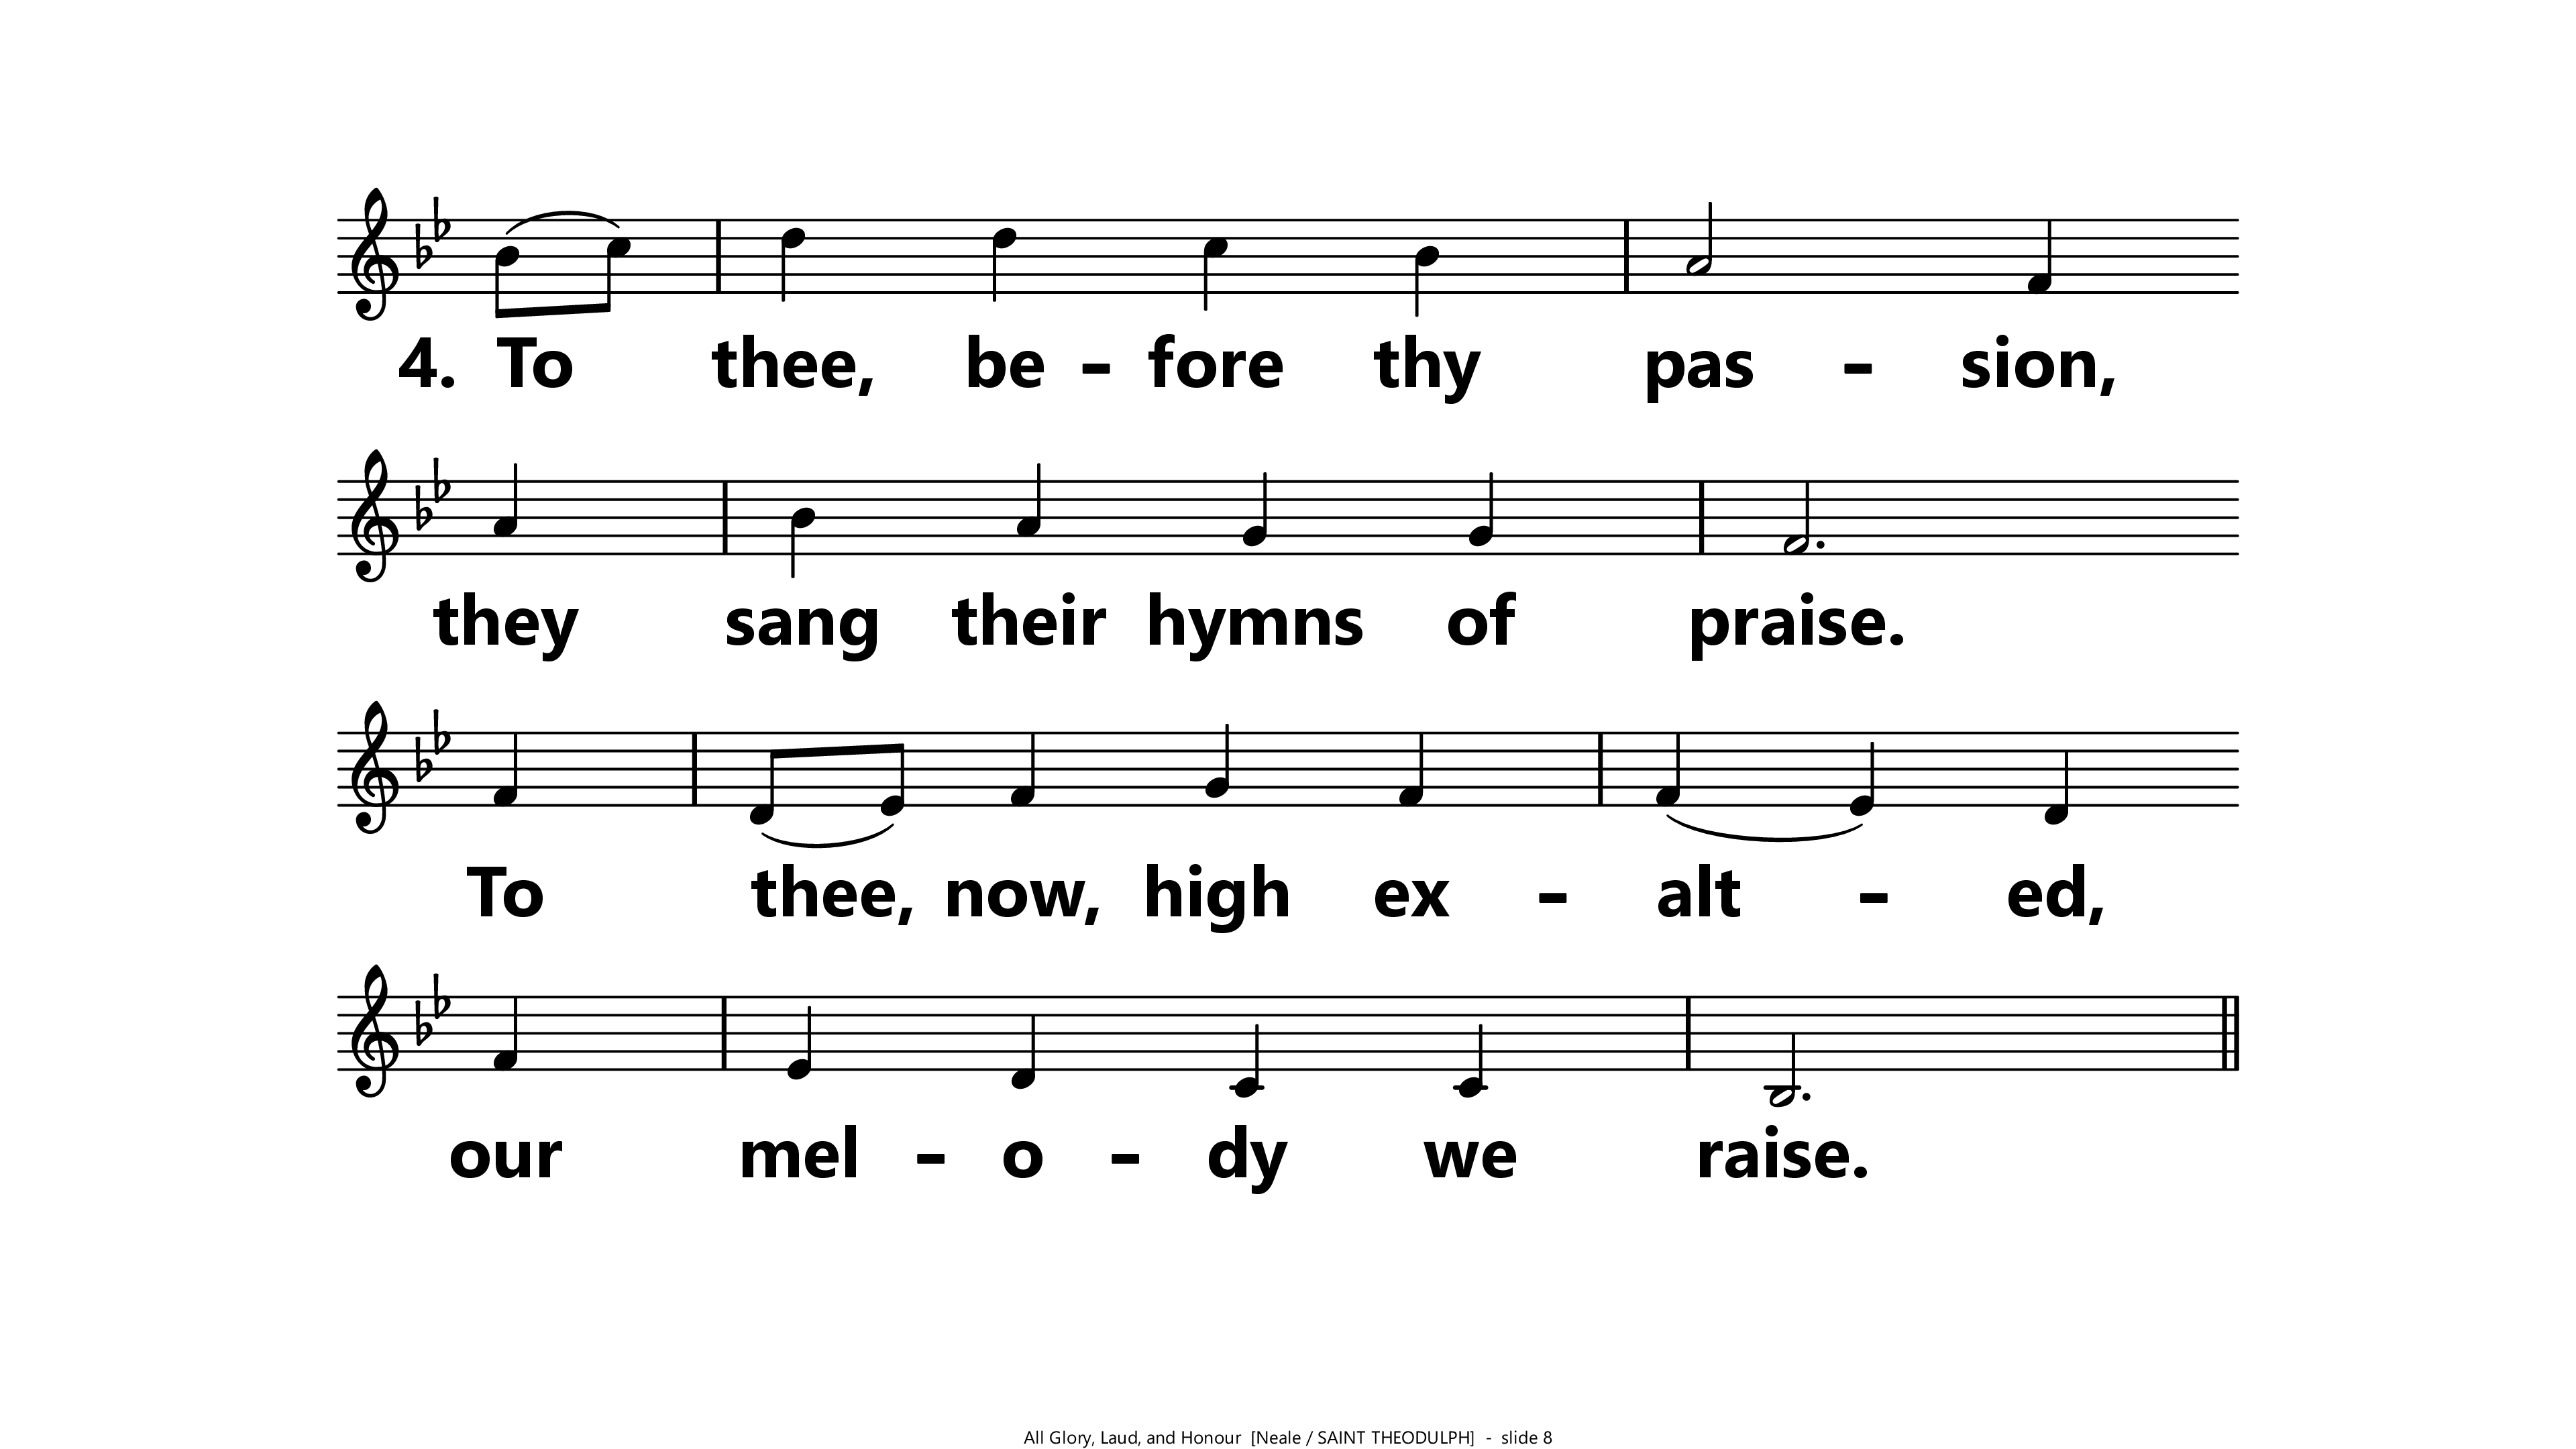 4. To thee, be – fore thy pas – sion,
they sang their hymns of praise.
To thee, now, high ex – alt – ed,
our mel – o – dy we raise.
All Glory, Laud, and Honour [Neale / SAINT THEODULPH] - slide 8